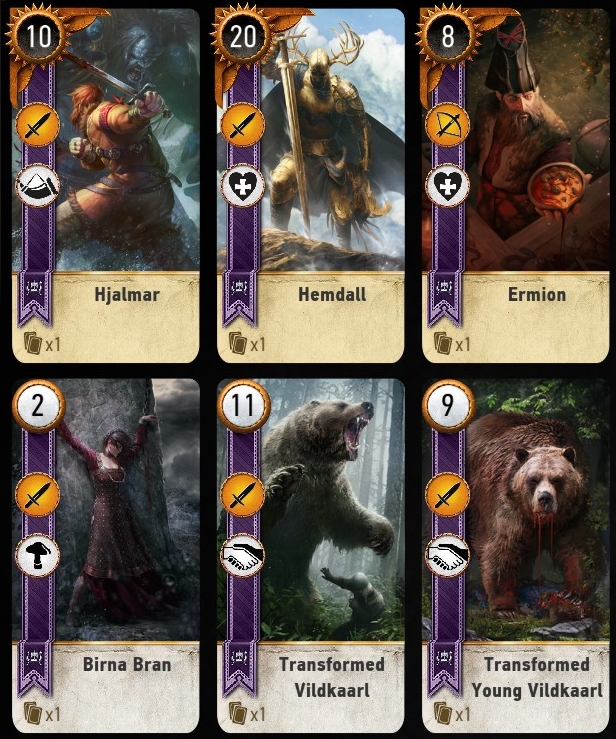 10
Hjalmar
x1
20
Hemdall
x1
8
Ermion
x1
2
Birna Bran
x1
11
Transformed
Vildkaarl
x1
9
Transformed
Young Vildkaarl
x1